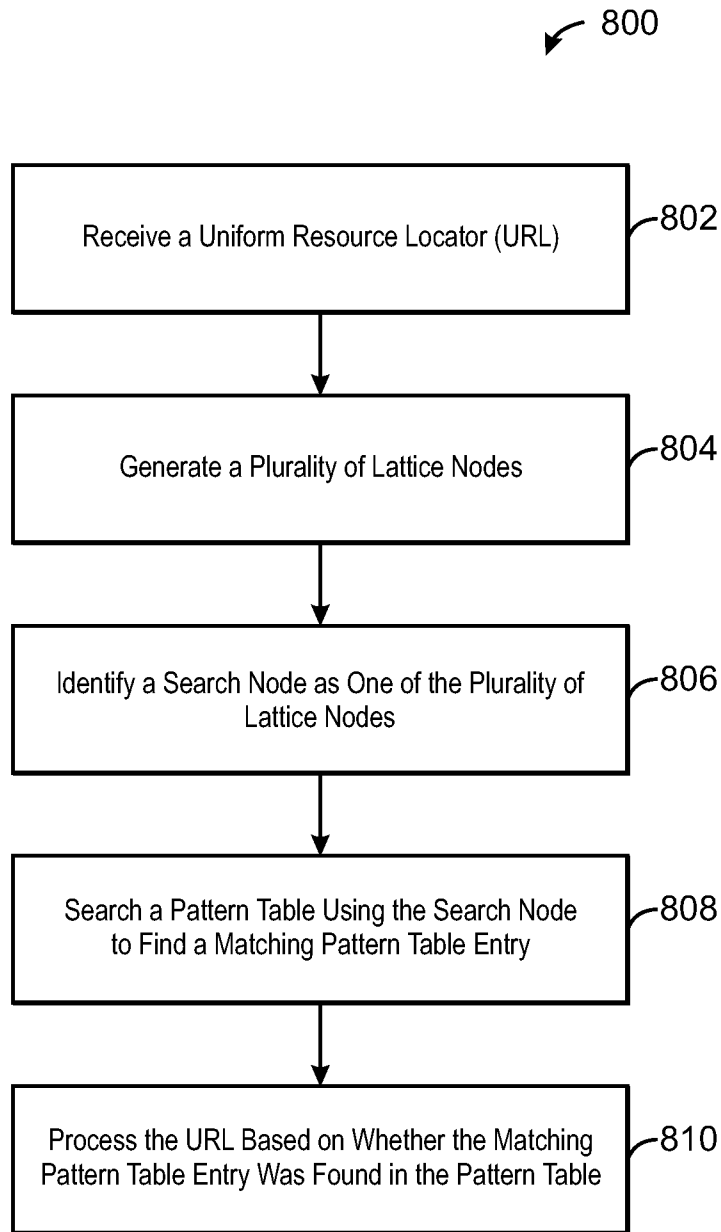 800
Receive a Uniform Resource Locator (URL)
802
Generate a Plurality of Lattice Nodes
804
Identify a Search Node as One of the Plurality of
Lattice Nodes
806
Search a Pattern Table Using the Search Node
to Find a Matching Pattern Table Entry
808
Process the URL Based on Whether the Matching
Pattern Table Entry Was Found in the Pattern Table
810